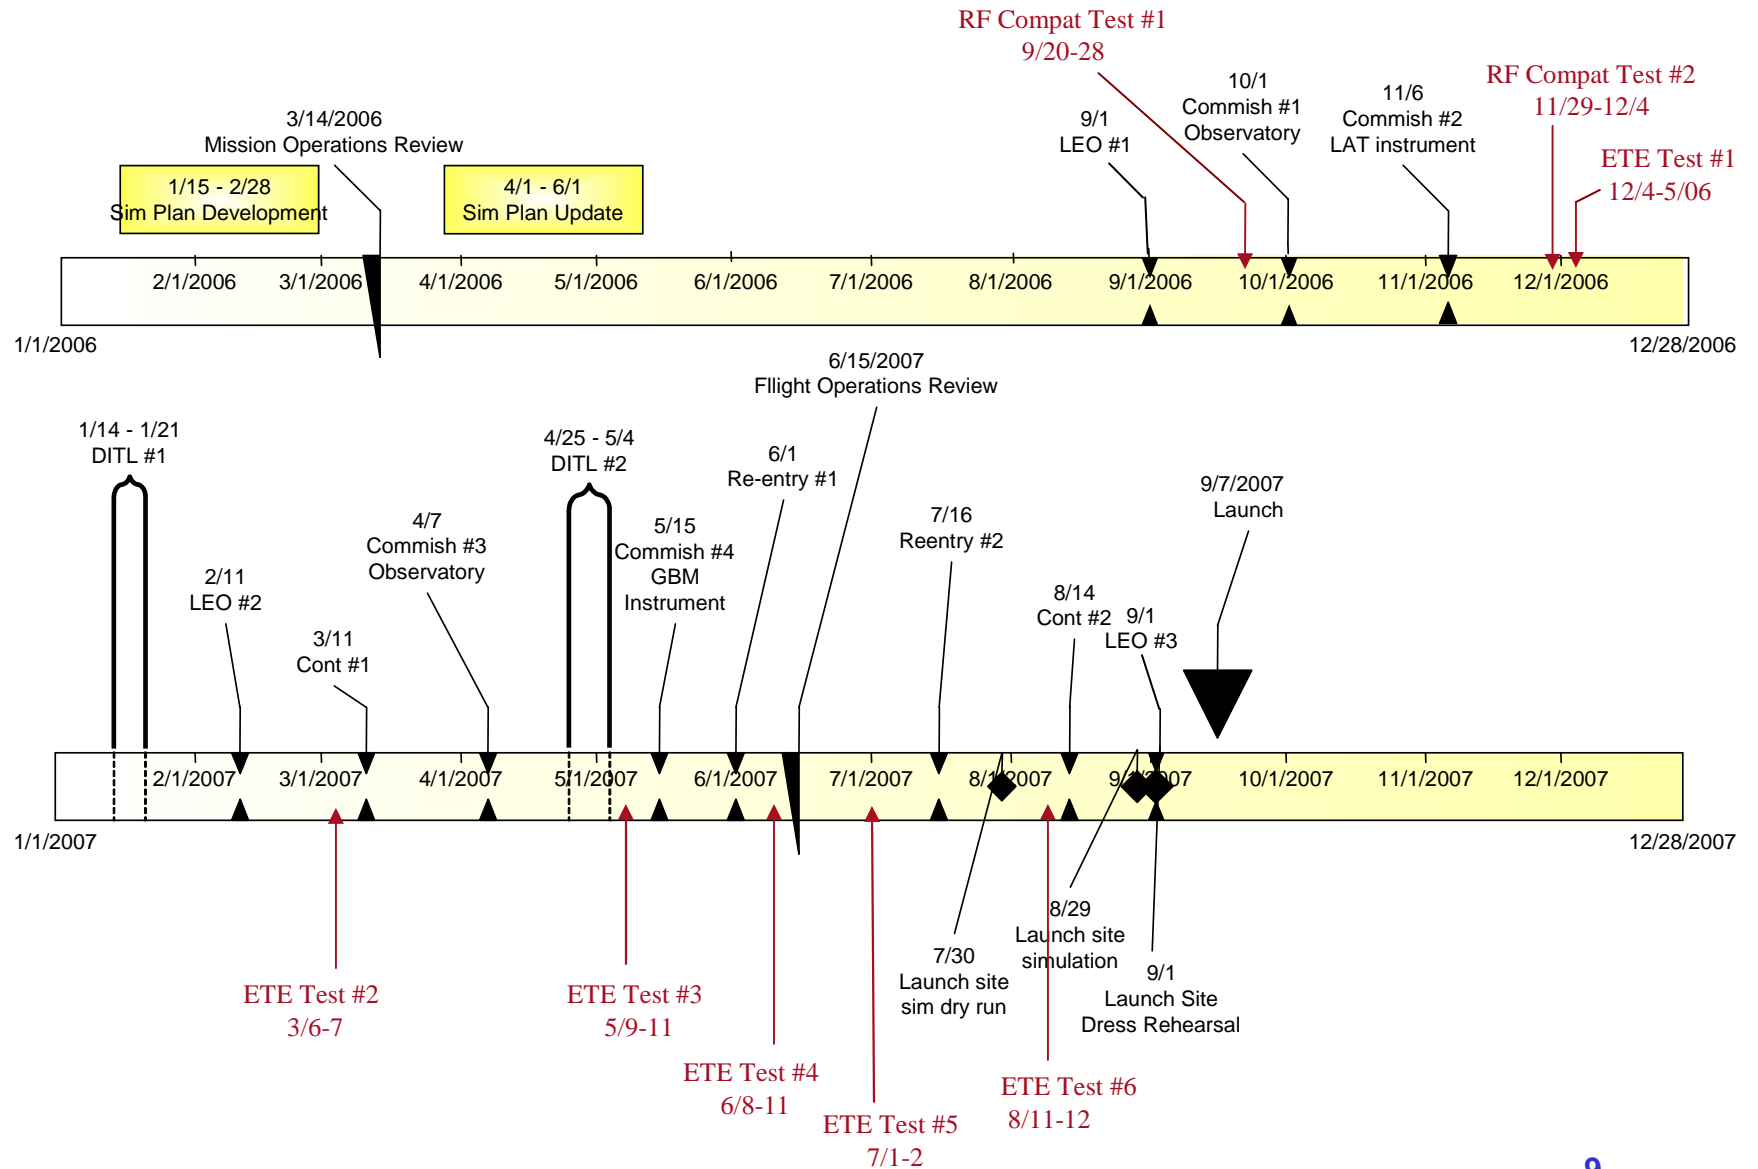 RF Compat Test #1
9/20-28
RF Compat Test #2
11/29-12/4
ETE Test #1
12/4-5/06
3/14/2006
Mission Operations Review
9/1
LEO #1
10/1
Commish #1
Observatory
11/6
Commish #2
LAT instrument
1/15 - 2/28
Sim Plan Development
4/1 - 6/1
Sim Plan Update
2/1/2006
3/1/2006
4/1/2006
5/1/2006
6/1/2006
7/1/2006
8/1/2006
9/1/2006
10/1/2006
11/1/2006
12/1/2006
1/1/2006
12/28/2006
6/15/2007
Fllight Operations Review
1/14 - 1/21
DITL #1
4/25 - 5/4
DITL #2
6/1
Re-entry #1
9/7/2007
Launch
4/7
Commish #3
Observatory
5/15
Commish #4
GBM
Instrument
7/16
Reentry #2
2/11
LEO #2
3/11
Cont #1
8/14
Cont #2
9/1
LEO #3
2/1/2007
3/1/2007
4/1/2007
5/1/2007
6/1/2007
7/1/2007
8/1/2007
9/1/2007
10/1/2007
11/1/2007
12/1/2007
1/1/2007
12/28/2007
7/30
Launch site
sim dry run
8/29
Launch site
simulation
9/1
Launch Site
Dress Rehearsal
ETE Test #2
3/6-7
ETE Test #3
5/9-11
ETE Test #4
6/8-11
ETE Test #5
7/1-2
ETE Test #6
8/11-12
9